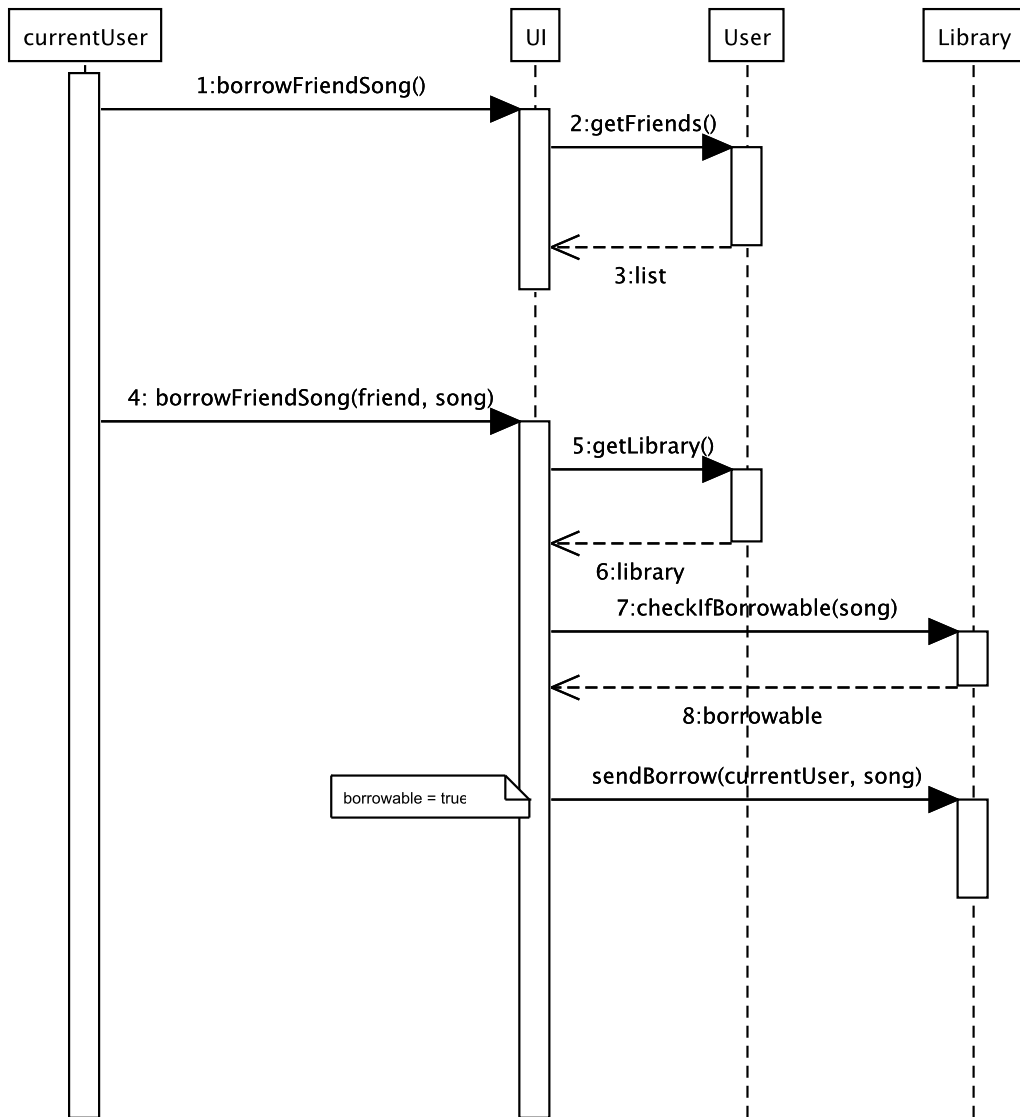 currentUser
UI
User
Library
1:borrowFriendSong()
2:getFriends()
3:list
4: borrowFriendSong(friend, song)
5:getLibrary()
6:library
7:checkIfBorrowable(song)
8:borrowable
sendBorrow(currentUser, song)
borrowable = true